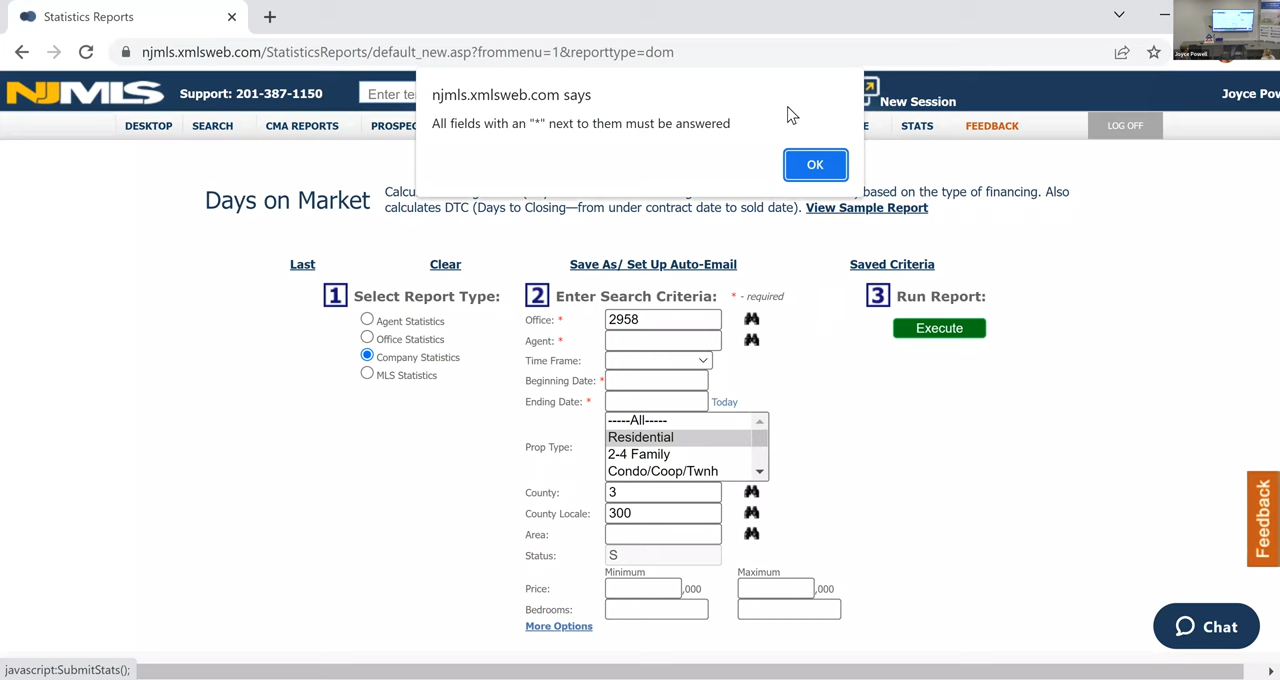 Statistics Reports
njmls.xmlsweb.com/StatisticsReports/default_new.asp?frommenu=1&reporttype=dom
Joyce Powell
NJMLS
Support: 201-387-1150
Enter te
New Session
Joyce Pow
DESKTOP
SEARCH
CMA REPORTS
PROSPEC
E
STATS
FEEDBACK
LOG OFF
njmls.xmlsweb.com says
All fields with an "*" next to them must be answered
OK
Days on Market
Calcu
based on the type of financing. Also
calculates DTC (Days to Closing—from under contract date to sold date). View Sample Report
Last
Clear
Save As/ Set Up Auto-Email
Saved Criteria
1 Select Report Type:
Agent Statistics
Office Statistics
Company Statistics
MLS Statistics
2 Enter Search Criteria: * - required
Office: * 2958
Agent: *
Time Frame:
Beginning Date: *
Ending Date: * Today
Prop Type:
-----All-----
Residential
2-4 Family
Condo/Coop/Twnh
County: 3
County Locale: 300
Area:
Status: S
Minimum Maximum
Price: ,000 ,000
Bedrooms:
More Options
3 Run Report:
Execute
Feedback
Chat
javascript:SubmitStats();